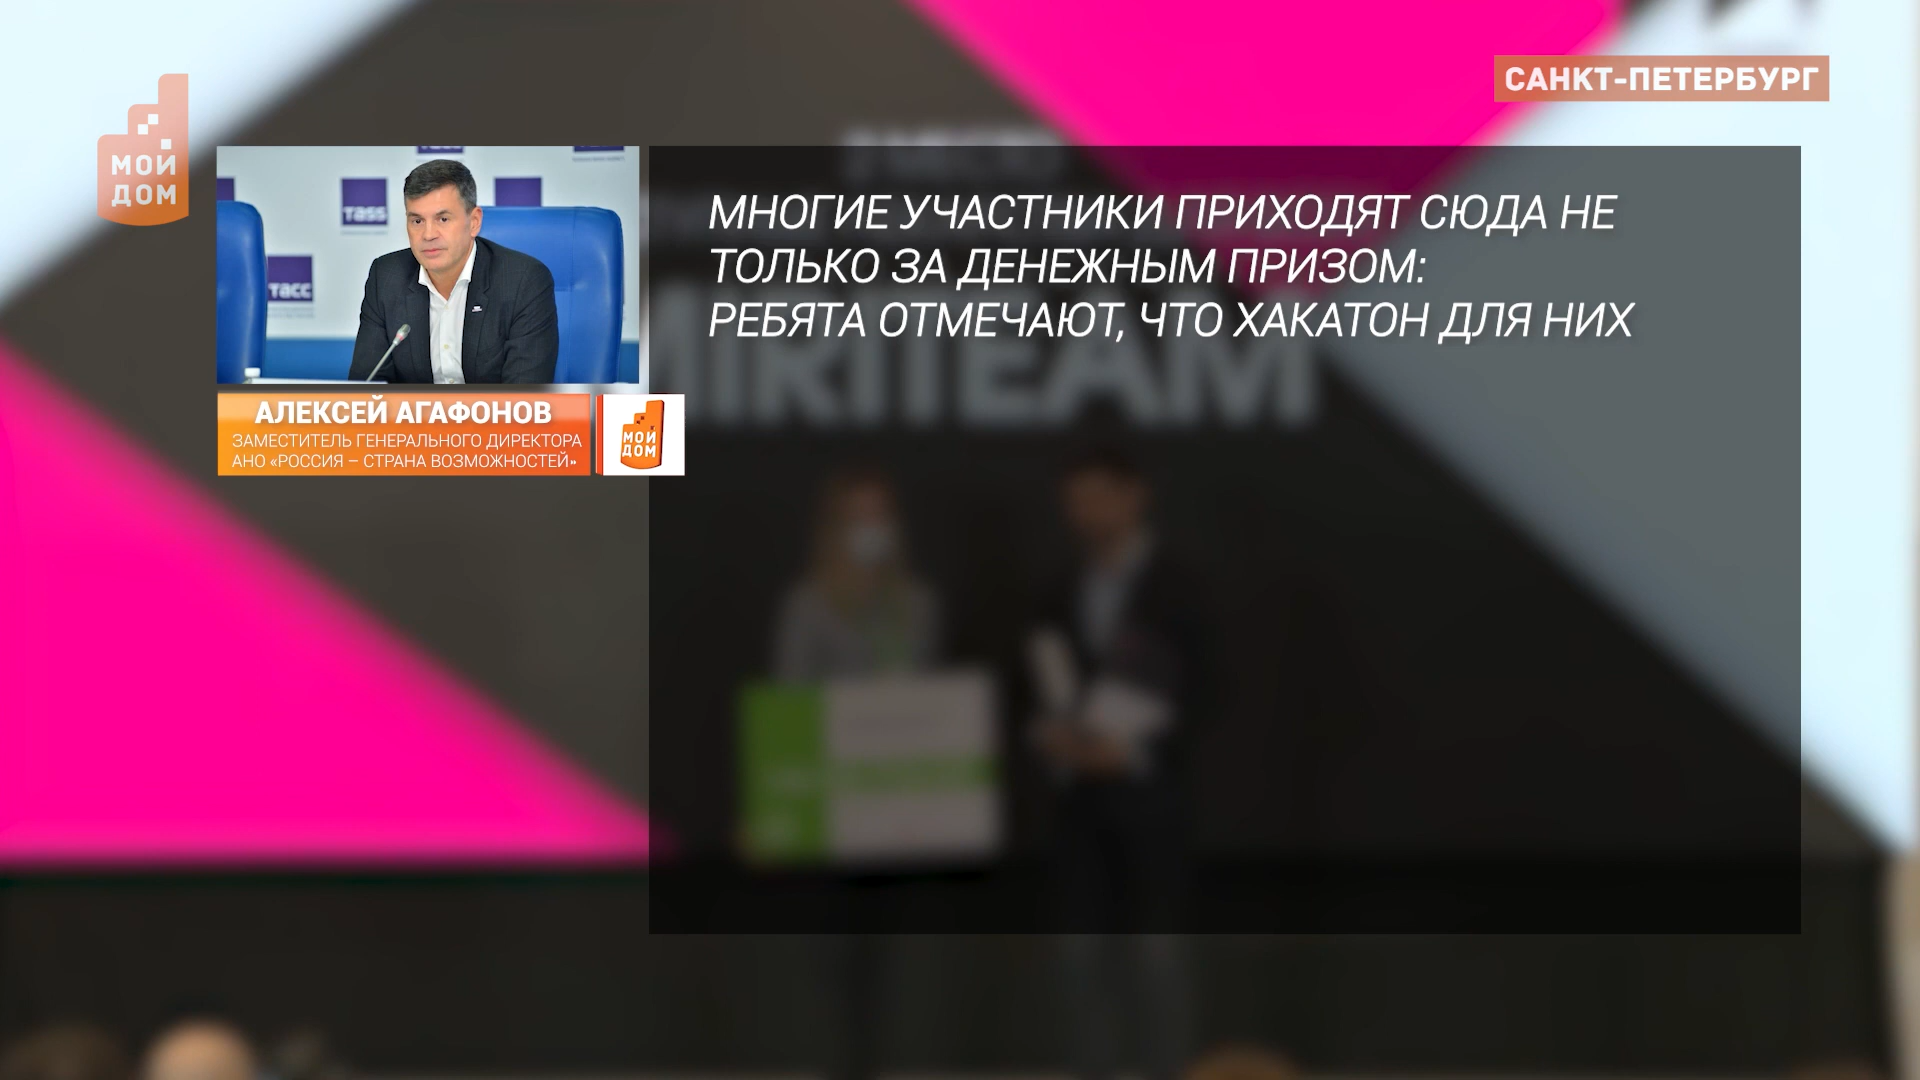 САНКТ-ПЕТЕРБУРГ
МОЙ
ДОМ
тасс
тасс
МНОГИЕ УЧАСТНИКИ ПРИХОДЯТ СЮДА НЕ
ТОЛЬКО ЗА ДЕНЕЖНЫМ ПРИЗОМ:
РЕБЯТА ОТМЕЧАЮТ, ЧТО ХАКАТОН ДЛЯ НИХ
АЛЕКСЕЙ АГАФОНОВ
ЗАМЕСТИТЕЛЬ ГЕНЕРАЛЬНОГО ДИРЕКТОРА
АНО «РОССИЯ – СТРАНА ВОЗМОЖНОСТЕЙ»
МОЙ
ДОМ